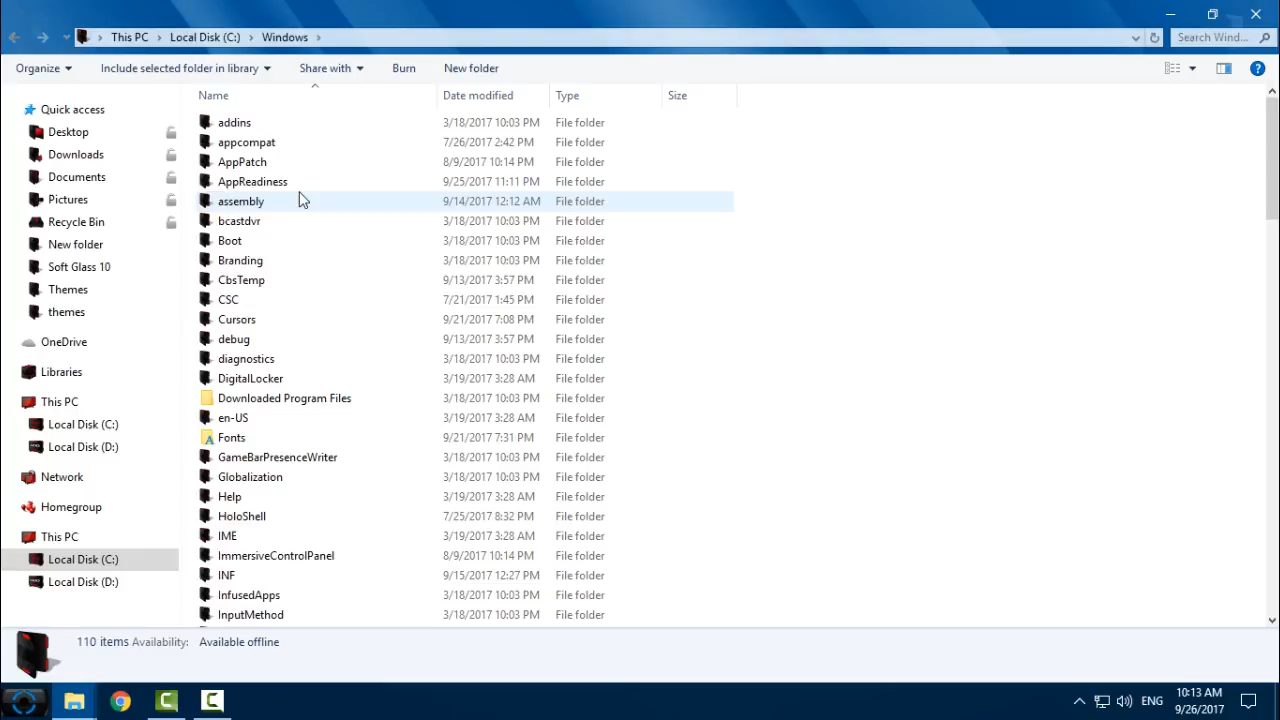 This PC > Local Disk (C:) > Windows >
Search Wind...
Organize Include selected folder in library Share with Burn New folder
Name Date modified Type Size
Quick access
Desktop
Downloads
Documents
Pictures
Recycle Bin
New folder
Soft Glass 10
Themes
themes
OneDrive
Libraries
This PC
Local Disk (C:)
Local Disk (D:)
Network
Homegroup
This PC
Local Disk (C:)
Local Disk (D:)
addins 3/18/2017 10:03 PM File folder
appcompat 7/26/2017 2:42 PM File folder
AppPatch 8/9/2017 10:14 PM File folder
AppReadiness 9/25/2017 11:11 PM File folder
assembly 9/14/2017 12:12 AM File folder
bcastdvr 3/18/2017 10:03 PM File folder
Boot 3/18/2017 10:03 PM File folder
Branding 3/18/2017 10:03 PM File folder
CbsTemp 9/13/2017 3:57 PM File folder
CSC 7/21/2017 1:45 PM File folder
Cursors 9/21/2017 7:08 PM File folder
debug 9/13/2017 3:57 PM File folder
diagnostics 3/18/2017 10:03 PM File folder
DigitalLocker 3/19/2017 3:28 AM File folder
Downloaded Program Files 3/18/2017 10:03 PM File folder
en-US 3/19/2017 3:28 AM File folder
Fonts 9/21/2017 7:31 PM File folder
GameBarPresenceWriter 3/18/2017 10:03 PM File folder
Globalization 3/18/2017 10:03 PM File folder
Help 3/19/2017 3:28 AM File folder
HoloShell 7/25/2017 8:32 PM File folder
IME 3/19/2017 3:28 AM File folder
ImmersiveControlPanel 8/9/2017 10:14 PM File folder
INF 9/15/2017 12:27 PM File folder
InfusedApps 3/18/2017 10:03 PM File folder
InputMethod 3/18/2017 10:03 PM File folder
110 items Availability: Available offline
ENG
10:13 AM
9/26/2017